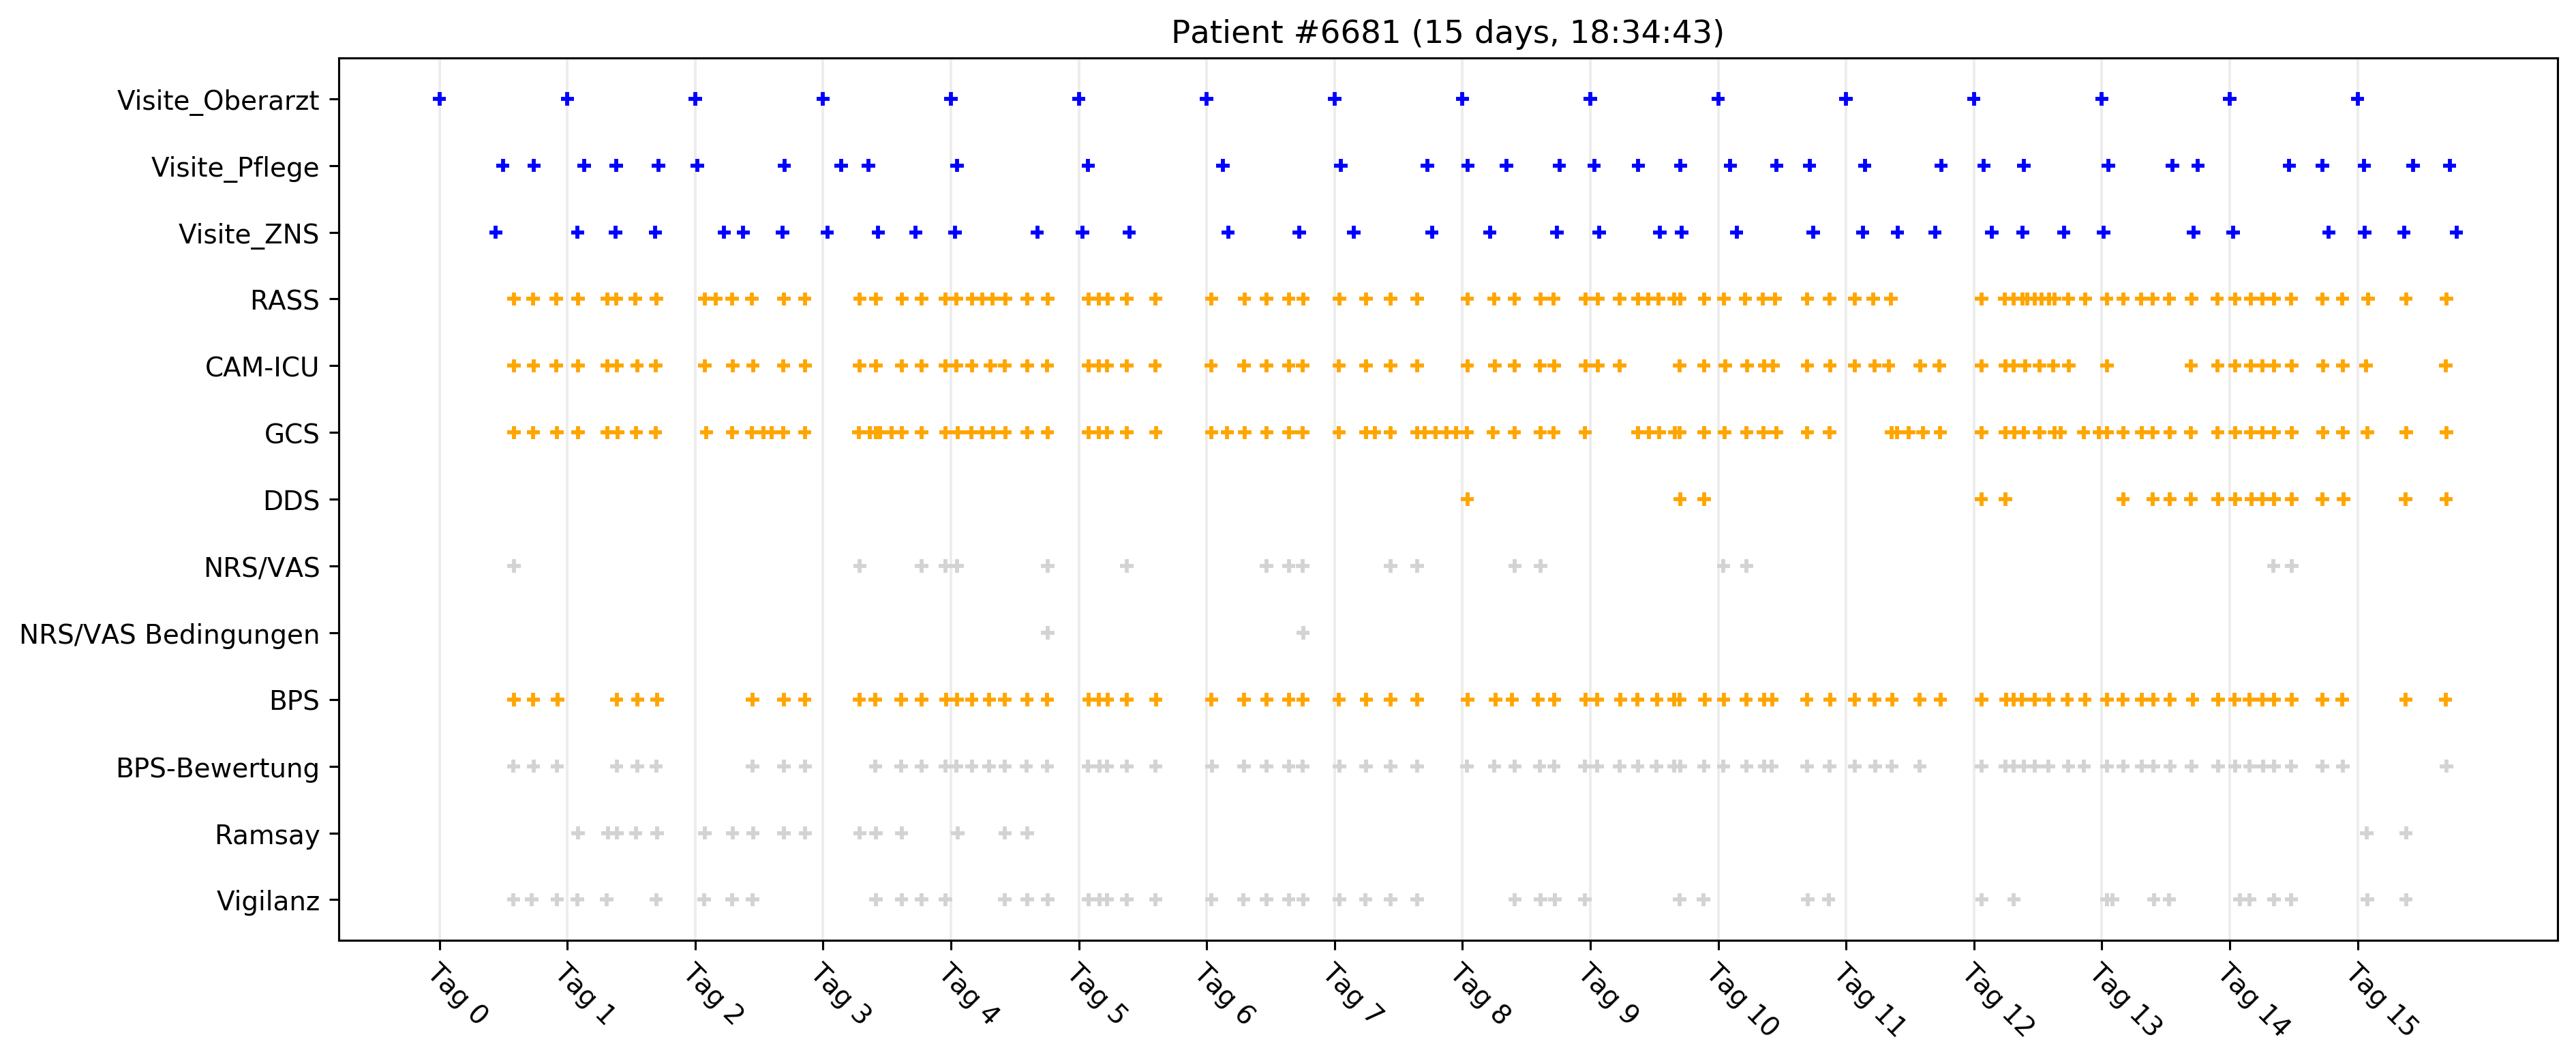 Patient #6681 (15 days, 18:34:43)
Visite_Oberarzt
Visite_Pflege
Visite_ZNS
RASS
CAM-ICU
GCS
DDS
NRS/VAS
NRS/VAS Bedingungen
BPS
BPS-Bewertung
Ramsay
Vigilanz
Tag 0
Tag 1
Tag 2
Tag 3
Tag 4
Tag 5
Tag 6
Tag 7
Tag 8
Tag 9
Tag 10
Tag 11
Tag 12
Tag 13
Tag 14
Tag 15